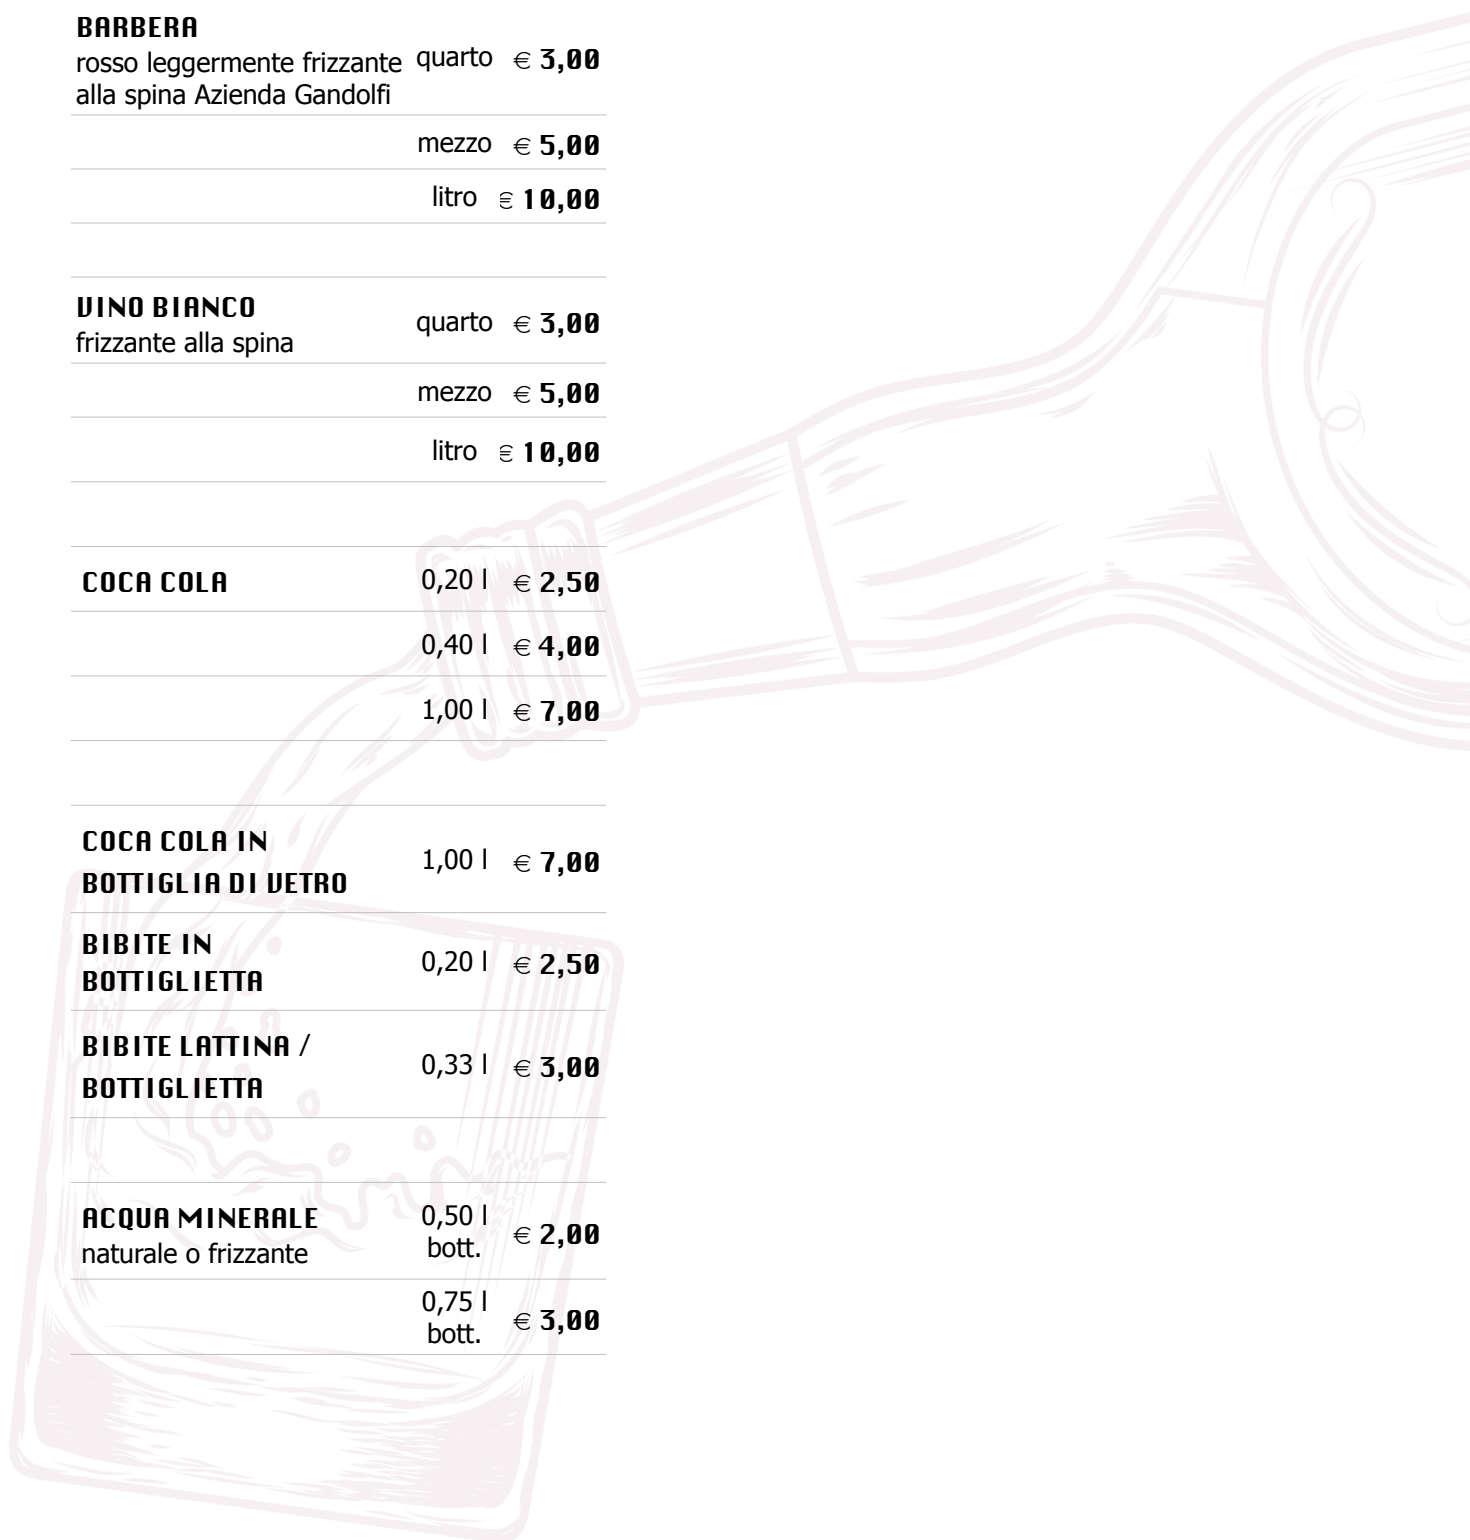 BARBERA
rosso leggermente frizzante quarto € 3,00
alla spina Azienda Gandolfi
mezzo € 5,00
litro € 10,00
VINO BIANCO
frizzante alla spina quarto € 3,00
mezzo € 5,00
litro € 10,00
COCA COLA 0,20 l € 2,50
0,40 l € 4,00
1,00 l € 7,00
COCA COLA IN
BOTTIGLIA DI VETRO 1,00 l € 7,00
BIBITE IN
BOTTIGLIETTA 0,20 l € 2,50
BIBITE LATTINA /
BOTTIGLIETTA 0,33 l € 3,00
ACQUA MINERALE 0,50 l
naturale o frizzante bott. € 2,00
0,75 l
bott. € 3,00